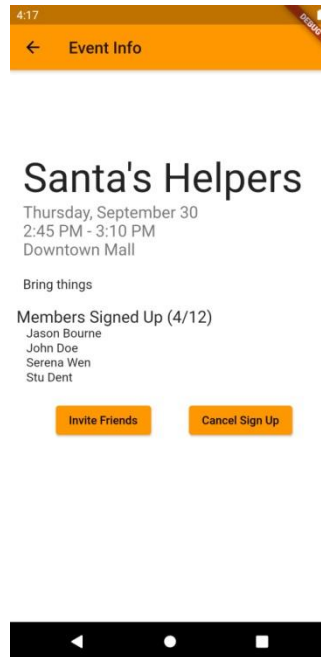 4:17
DEBUG
Event Info
Santa's Helpers
Thursday, September 30
2:45 PM - 3:10 PM
Downtown Mall
Bring things
Members Signed Up (4/12)
Jason Bourne
John Doe
Serena Wen
Stu Dent
Invite Friends Cancel Sign Up